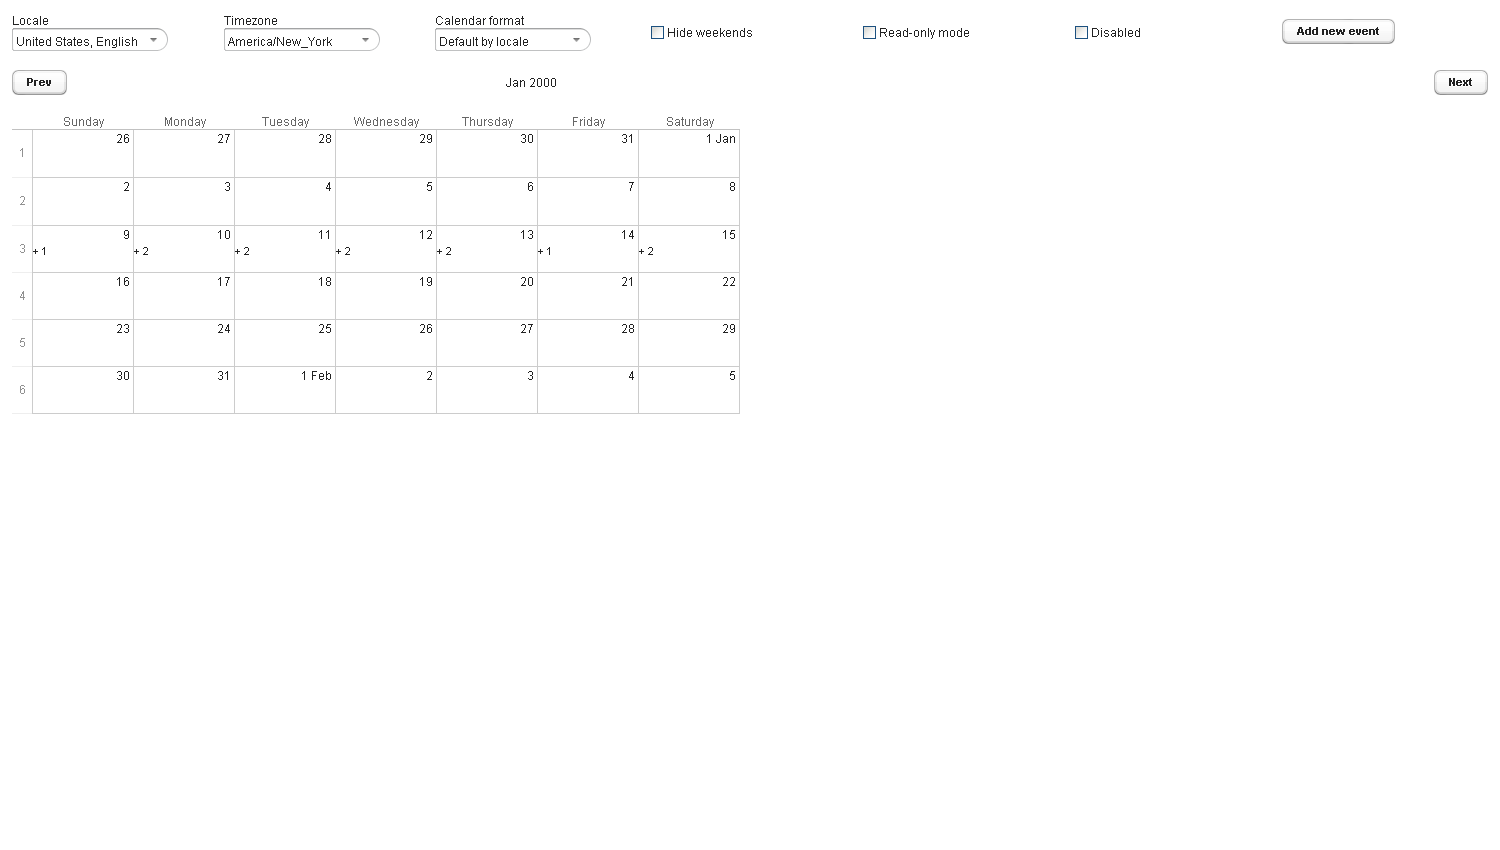 Locale Timezone Calendar format
United States, English America/New_York Default by locale Hide weekends Read-only mode Disabled Add new event
Prev Jan 2000 Next
Sunday Monday Tuesday Wednesday Thursday Friday Saturday
1 26 27 28 29 30 31 1 Jan
2 2 3 4 5 6 7 8
3 9 10 11 12 13 14 15
+ 1 + 2 + 2 + 2 + 2 + 1 + 2
4 16 17 18 19 20 21 22
5 23 24 25 26 27 28 29
6 30 31 1 Feb 2 3 4 5